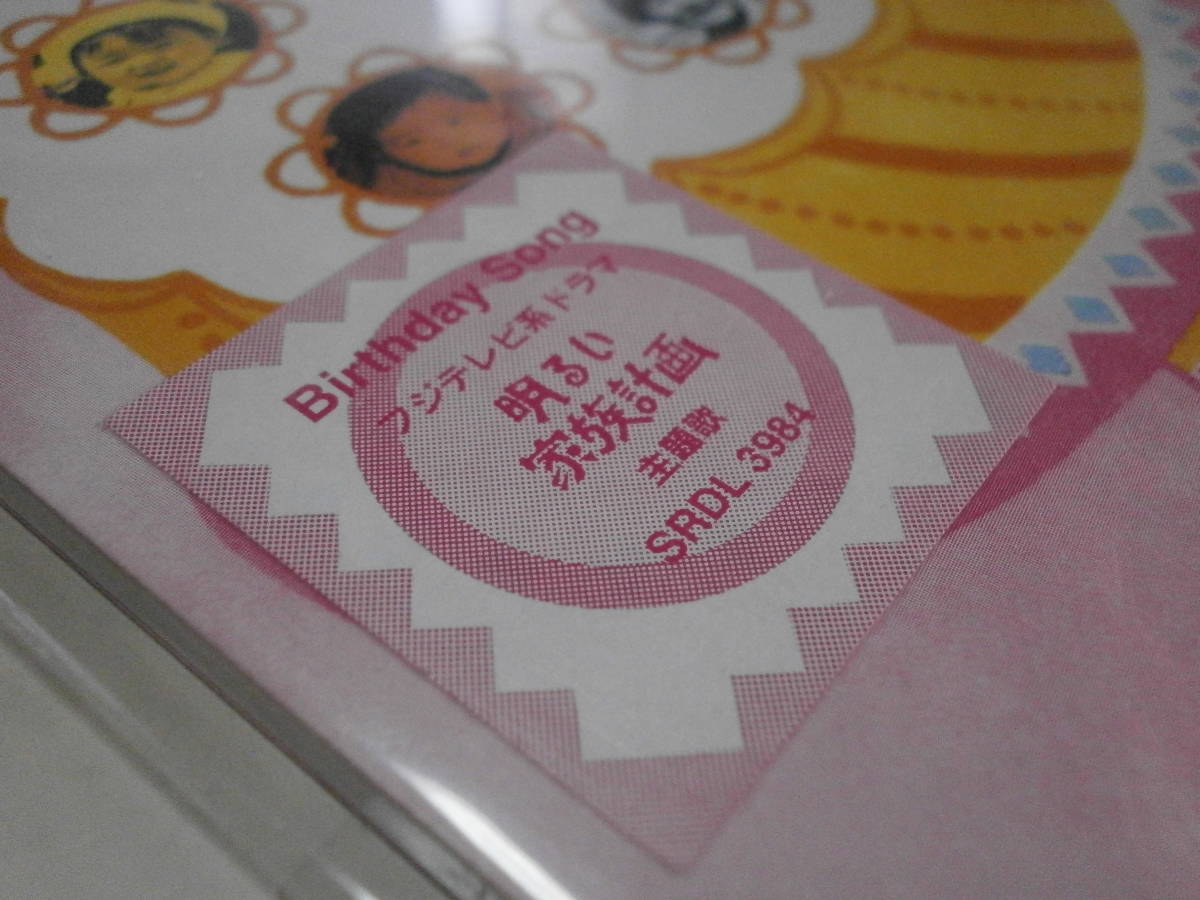 Birthday Song
フジテレビ系ドラマ
明るい
家族計画
主題歌
SRDL 3984